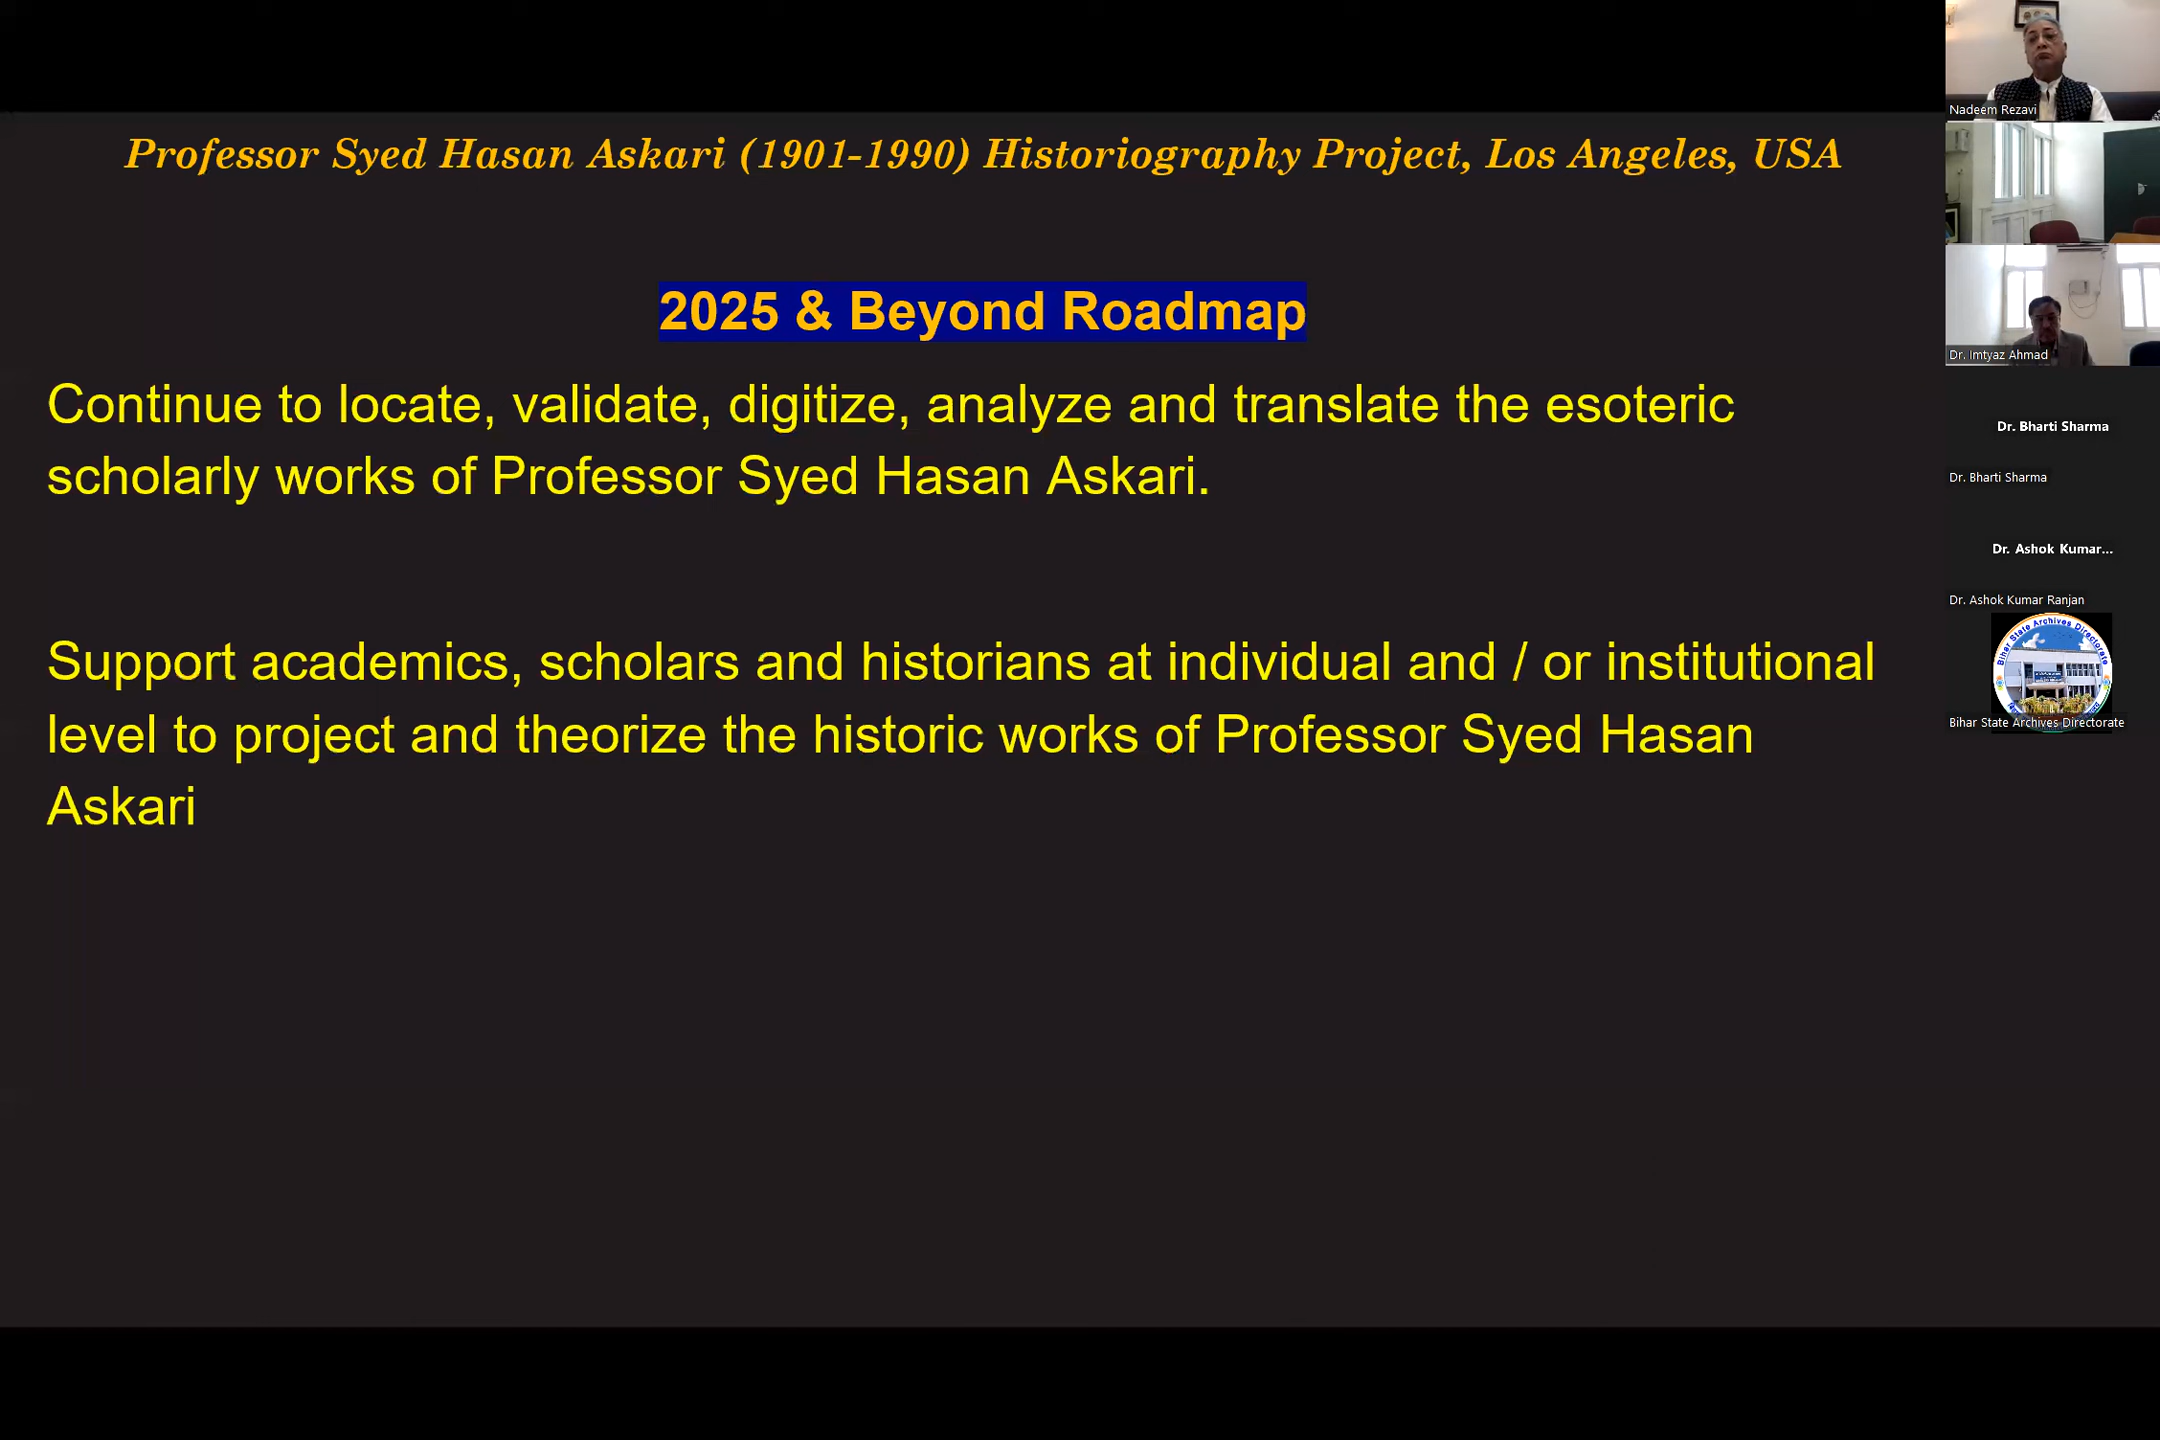 Professor Syed Hasan Askari (1901-1990) Historiography Project, Los Angeles, USA
2025 & Beyond Roadmap
Continue to locate, validate, digitize, analyze and translate the esoteric
scholarly works of Professor Syed Hasan Askari.
Support academics, scholars and historians at individual and / or institutional
level to project and theorize the historic works of Professor Syed Hasan
Askari
Nadeem Rezavi
Dr. Imtyaz Ahmad
Dr. Bharti Sharma
Dr. Bharti Sharma
Dr. Ashok Kumar...
Dr. Ashok Kumar Ranjan
Bihar State Archives Directorate
Bihar State Archives Directorate